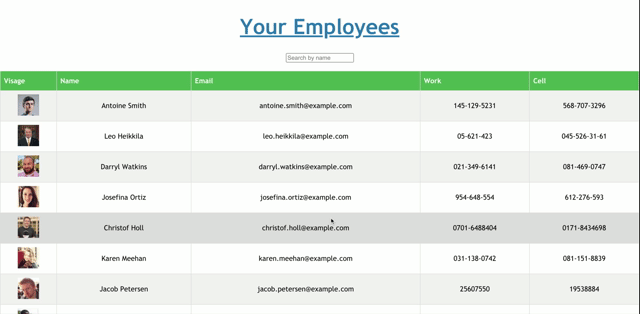 Your Employees
Search by name
Visage Name Email Work Cell
Antoine Smith antoine.smith@example.com 145-129-5231 568-707-3296
Leo Heikkila leo.heikkila@example.com 05-621-423 045-526-31-61
Darryl Watkins darryl.watkins@example.com 021-349-6141 081-469-0747
Josefina Ortiz josefina.ortiz@example.com 954-648-554 612-276-593
Christof Holl christof.holl@example.com 0701-6488404 0171-8434698
Karen Meehan karen.meehan@example.com 031-138-0742 081-151-8839
Jacob Petersen jacob.petersen@example.com 25607550 19538884